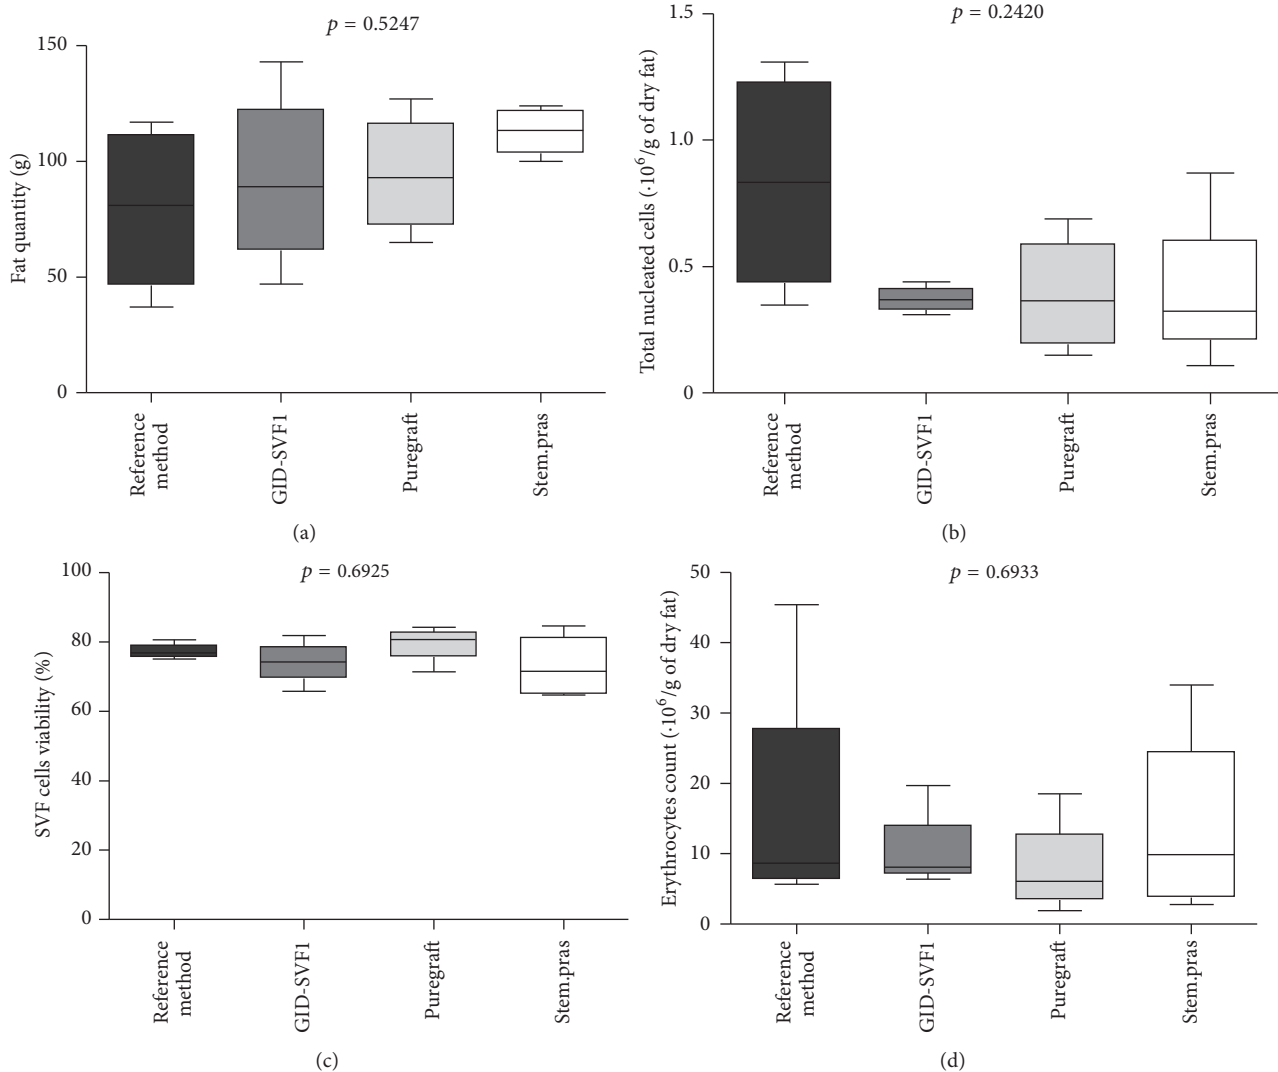 p = 0.5247
150
100
50
0
Fat quantity (g)
Reference
method
GID-SVF1
Puregraft
Stem.pras
(a)
p = 0.2420
1.5
1.0
0.5
0
Total nucleated cells (·10⁶/g of dry fat)
Reference
method
GID-SVF1
Puregraft
Stem.pras
(b)
p = 0.6925
100
80
60
40
20
0
SVF cells viability (%)
Reference
method
GID-SVF1
Puregraft
Stem.pras
(c)
p = 0.6933
50
40
30
20
10
0
Erythrocytes count (·10⁶/g of dry fat)
Reference
method
GID-SVF1
Puregraft
Stem.pras
(d)